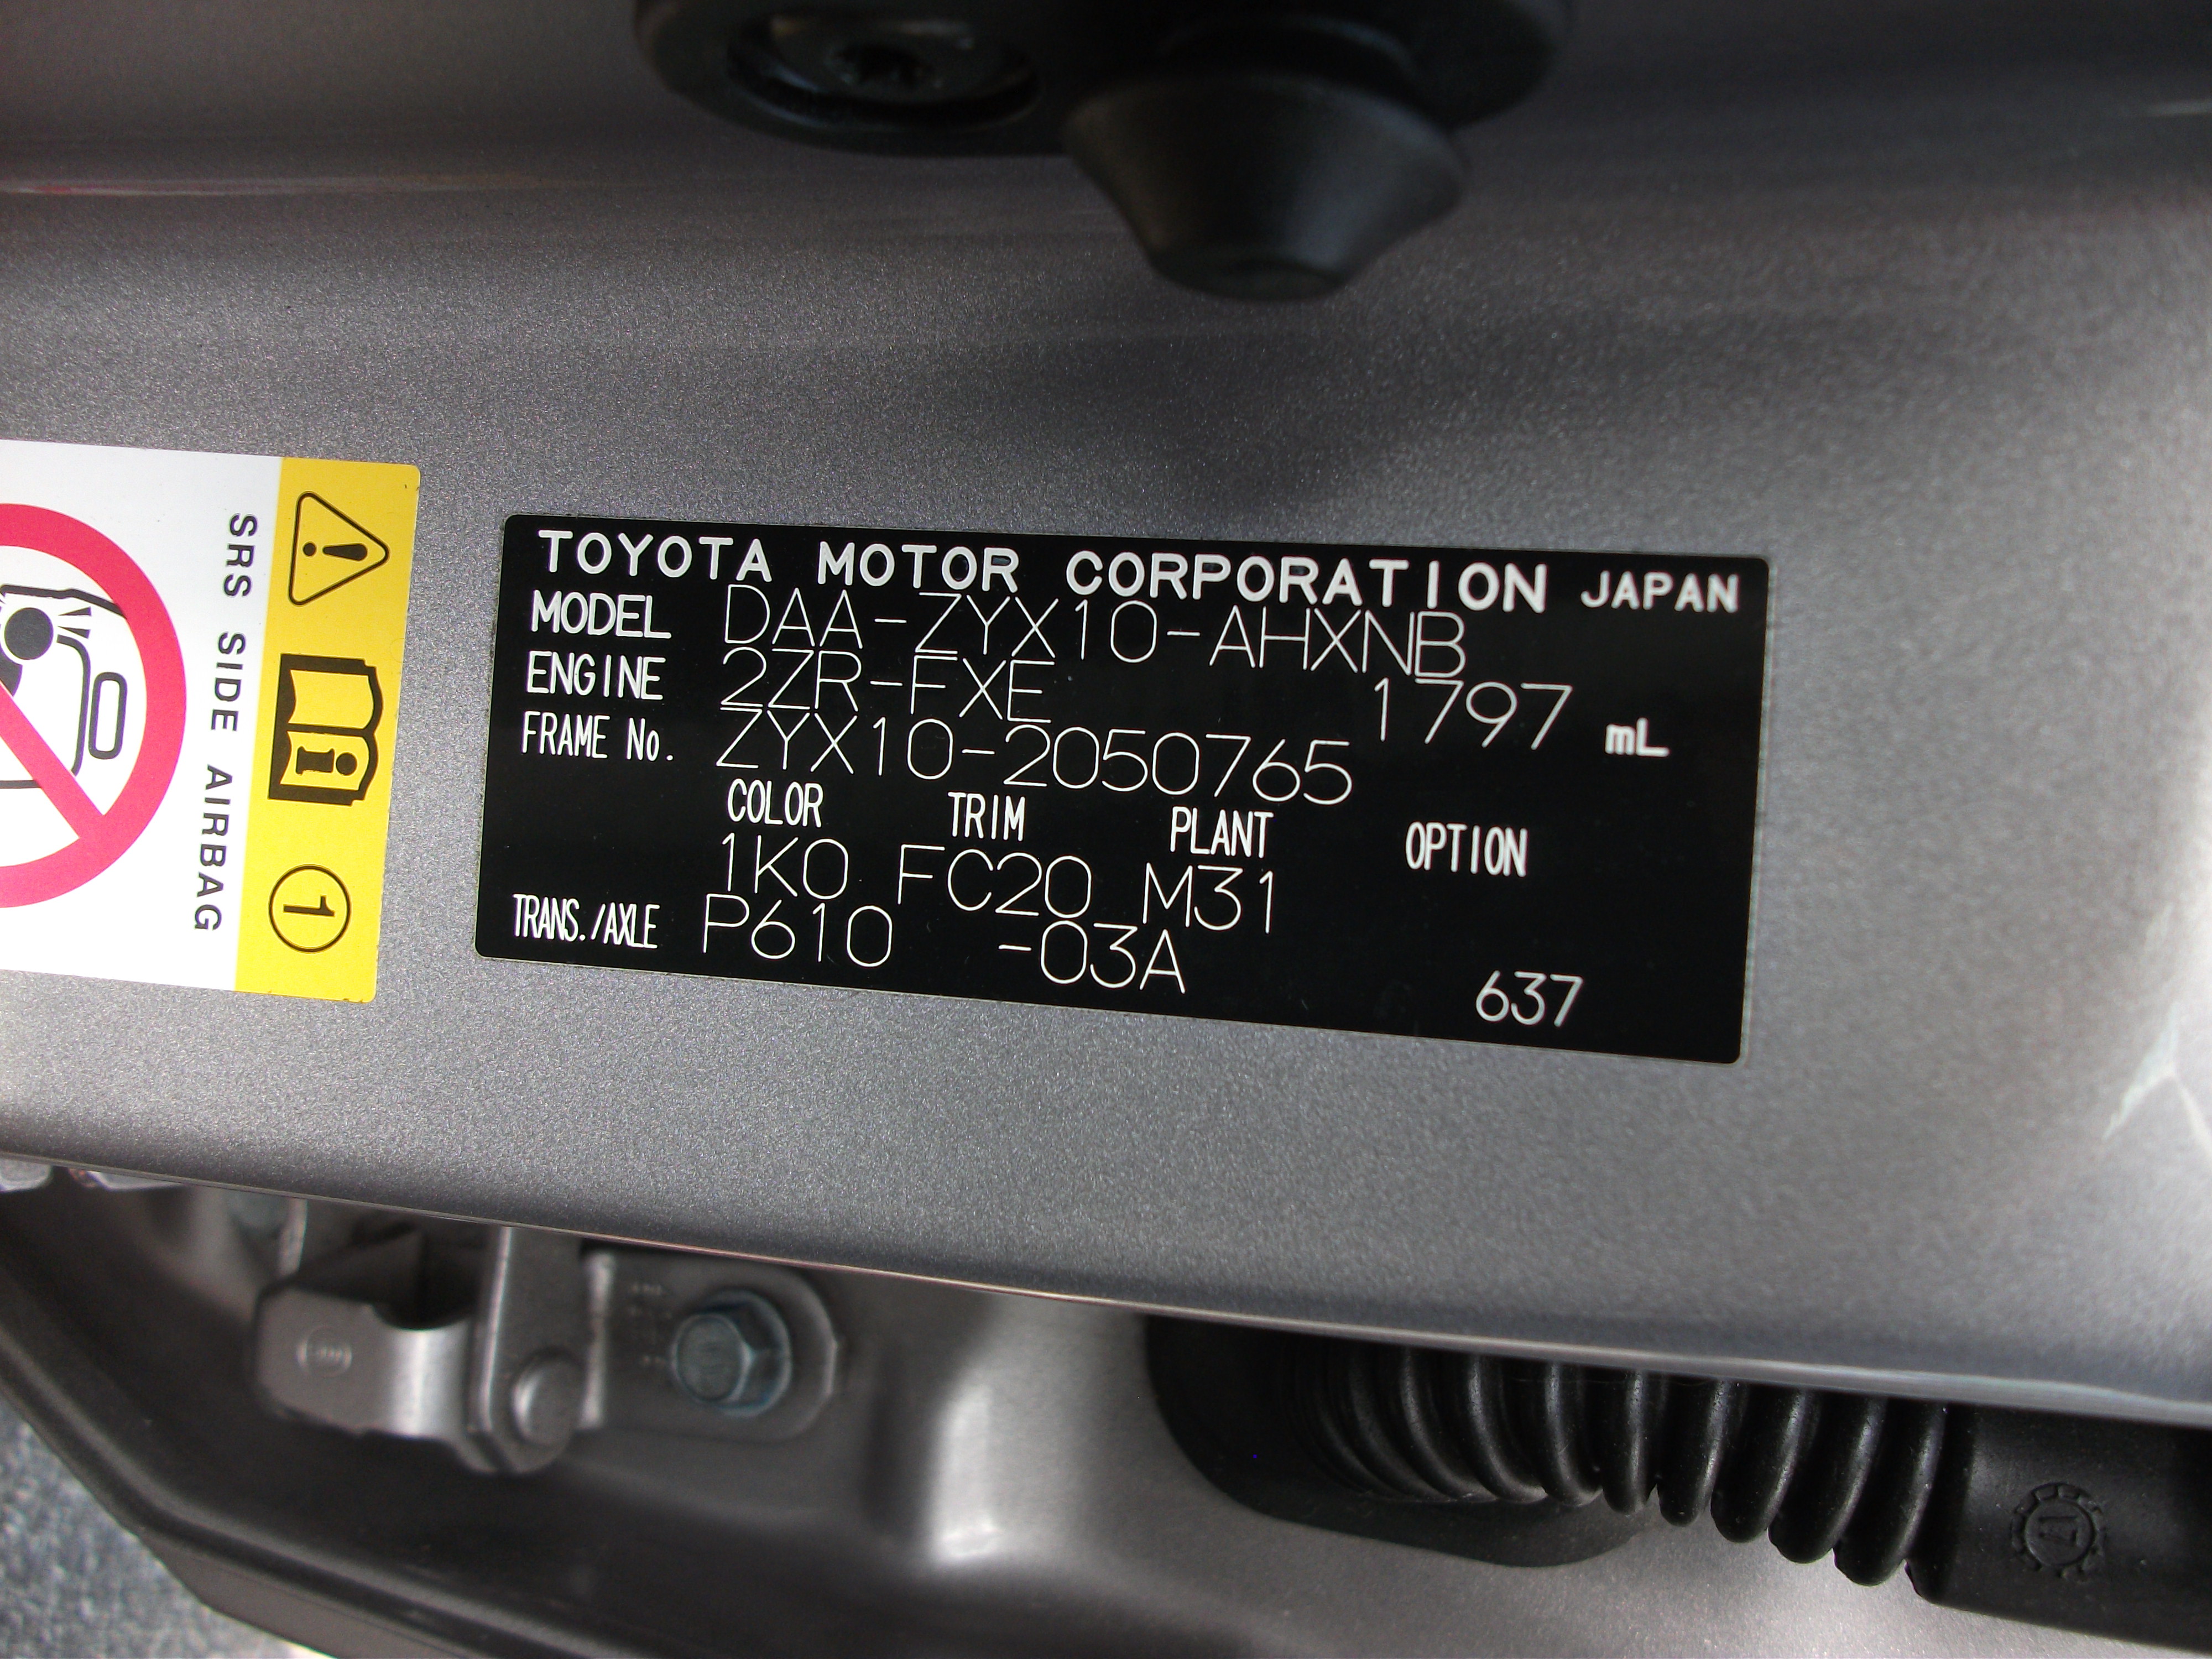 TOYOTA MOTOR CORPORATION JAPAN
MODEL DAA-ZYX10-AHXNB
ENGINE 2ZR-FXE 1797 mL
FRAME No. ZYX10-2050765
COLOR TRIM PLANT OPTION
1K0 FC20 M31
TRANS./AXLE P610 -03A
637
SRS SIDE AIRBAG
1